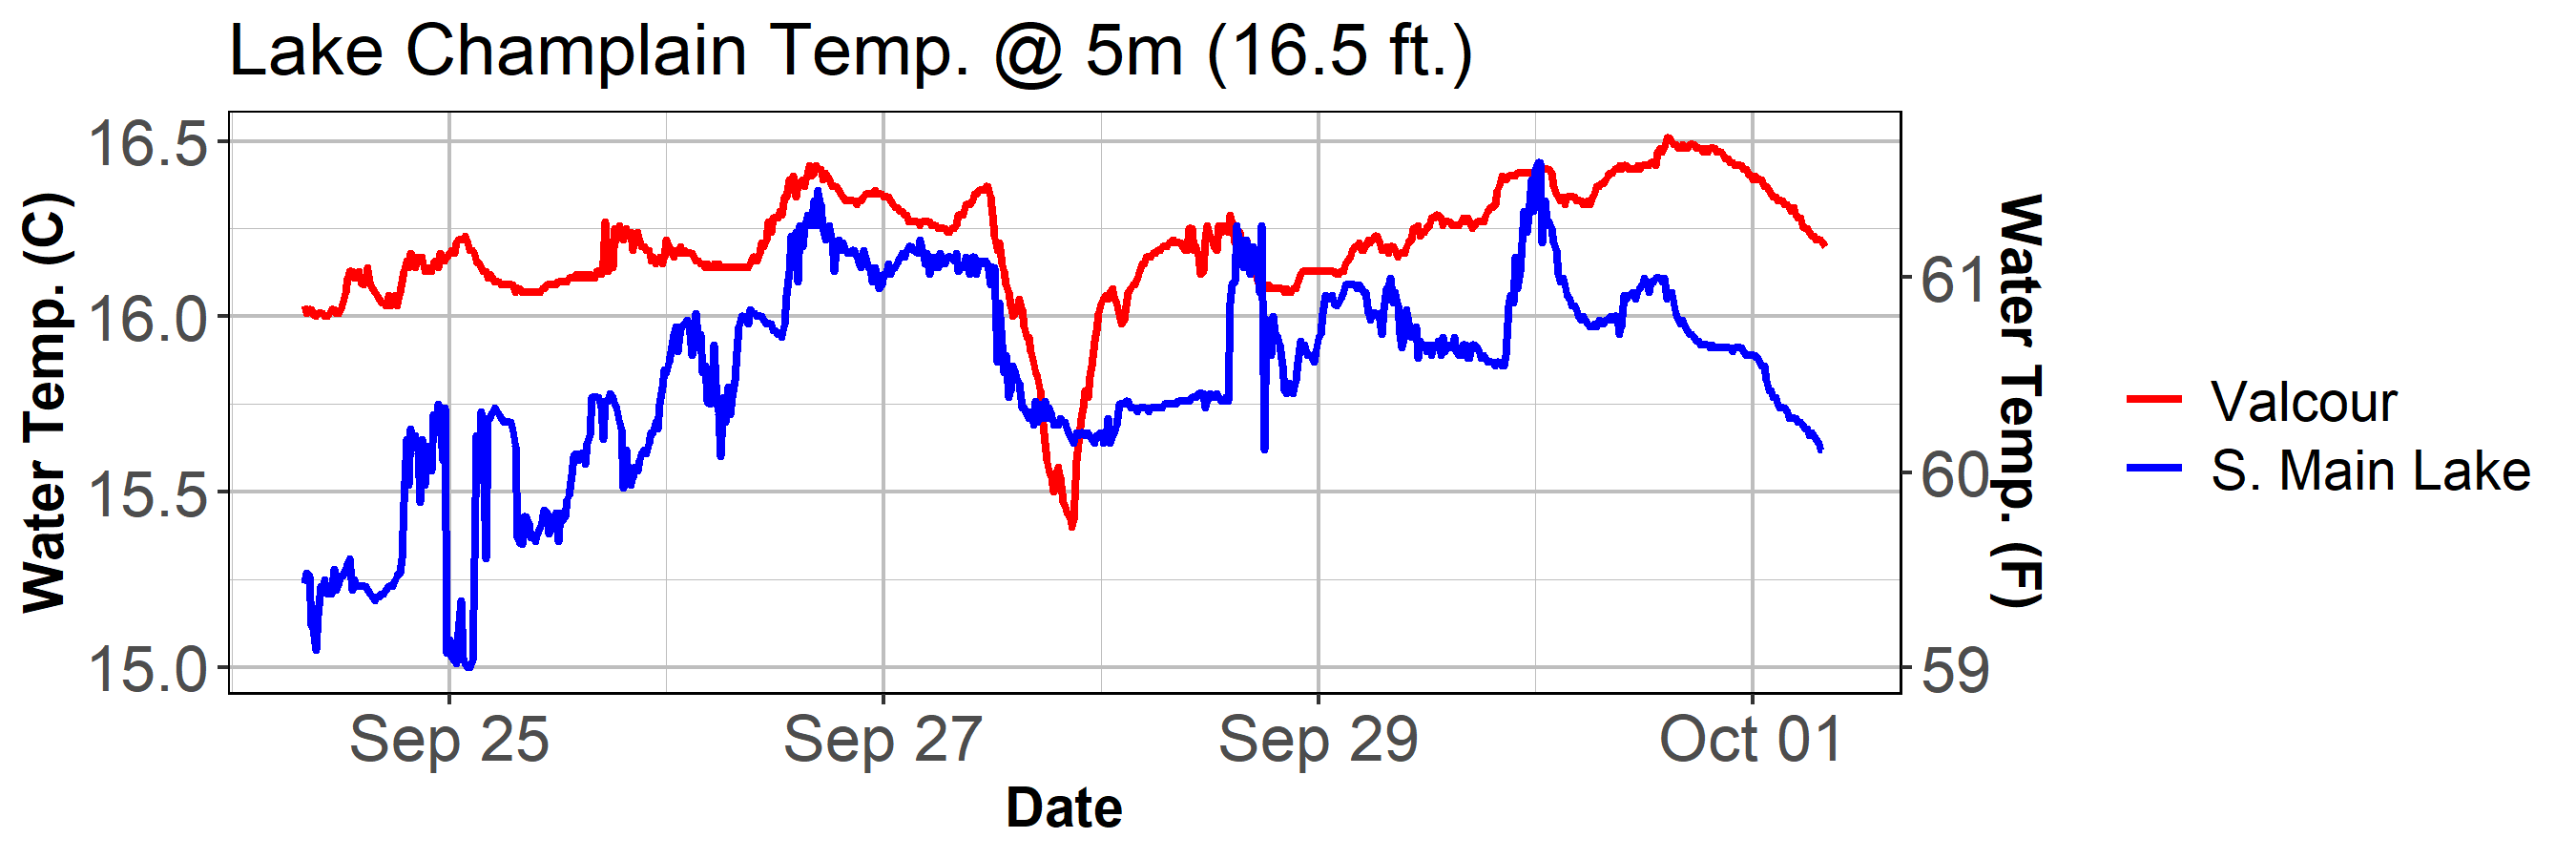 Lake Champlain Temp. @ 5m (16.5 ft.)
Water Temp. (C)
16.5
16.0
15.5
15.0
61
60
59
Water Temp. (F)
Sep 25
Sep 27
Sep 29
Oct 01
Date
Valcour
S. Main Lake